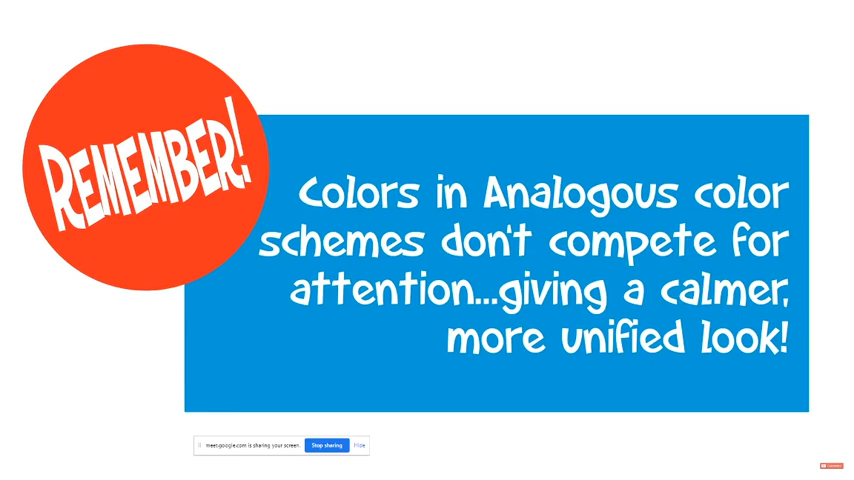 REMEMBER!
Colors in Analogous color
schemes don't compete for
attention...giving a calmer,
more unified look!
meet.google.com is sharing your screen. Stop sharing Hide